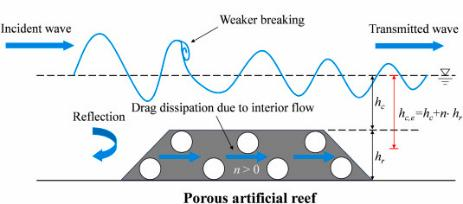 Incident wave
Weaker breaking
Transmitted wave
Reflection
Drag dissipation due to interior flow
h_c
h_{c,e}=h_c+n· h_r
n > 0
h_r
Porous artificial reef